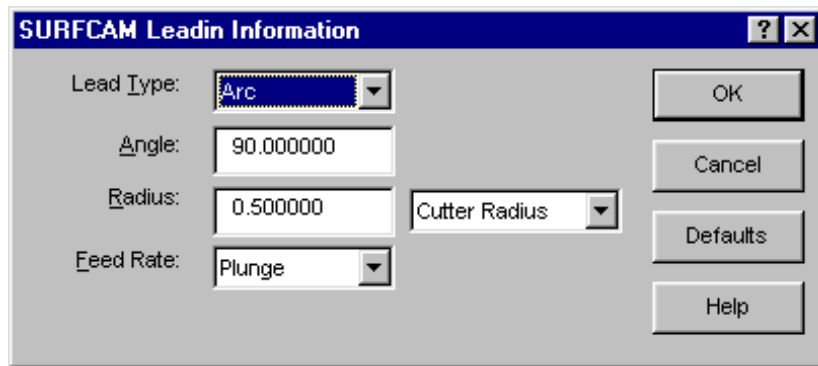 SURFCAM Leadin Information
Lead Type: Arc
OK
Angle: 90.000000
Cancel
Radius: 0.500000 Cutter Radius
Defaults
Feed Rate: Plunge
Help